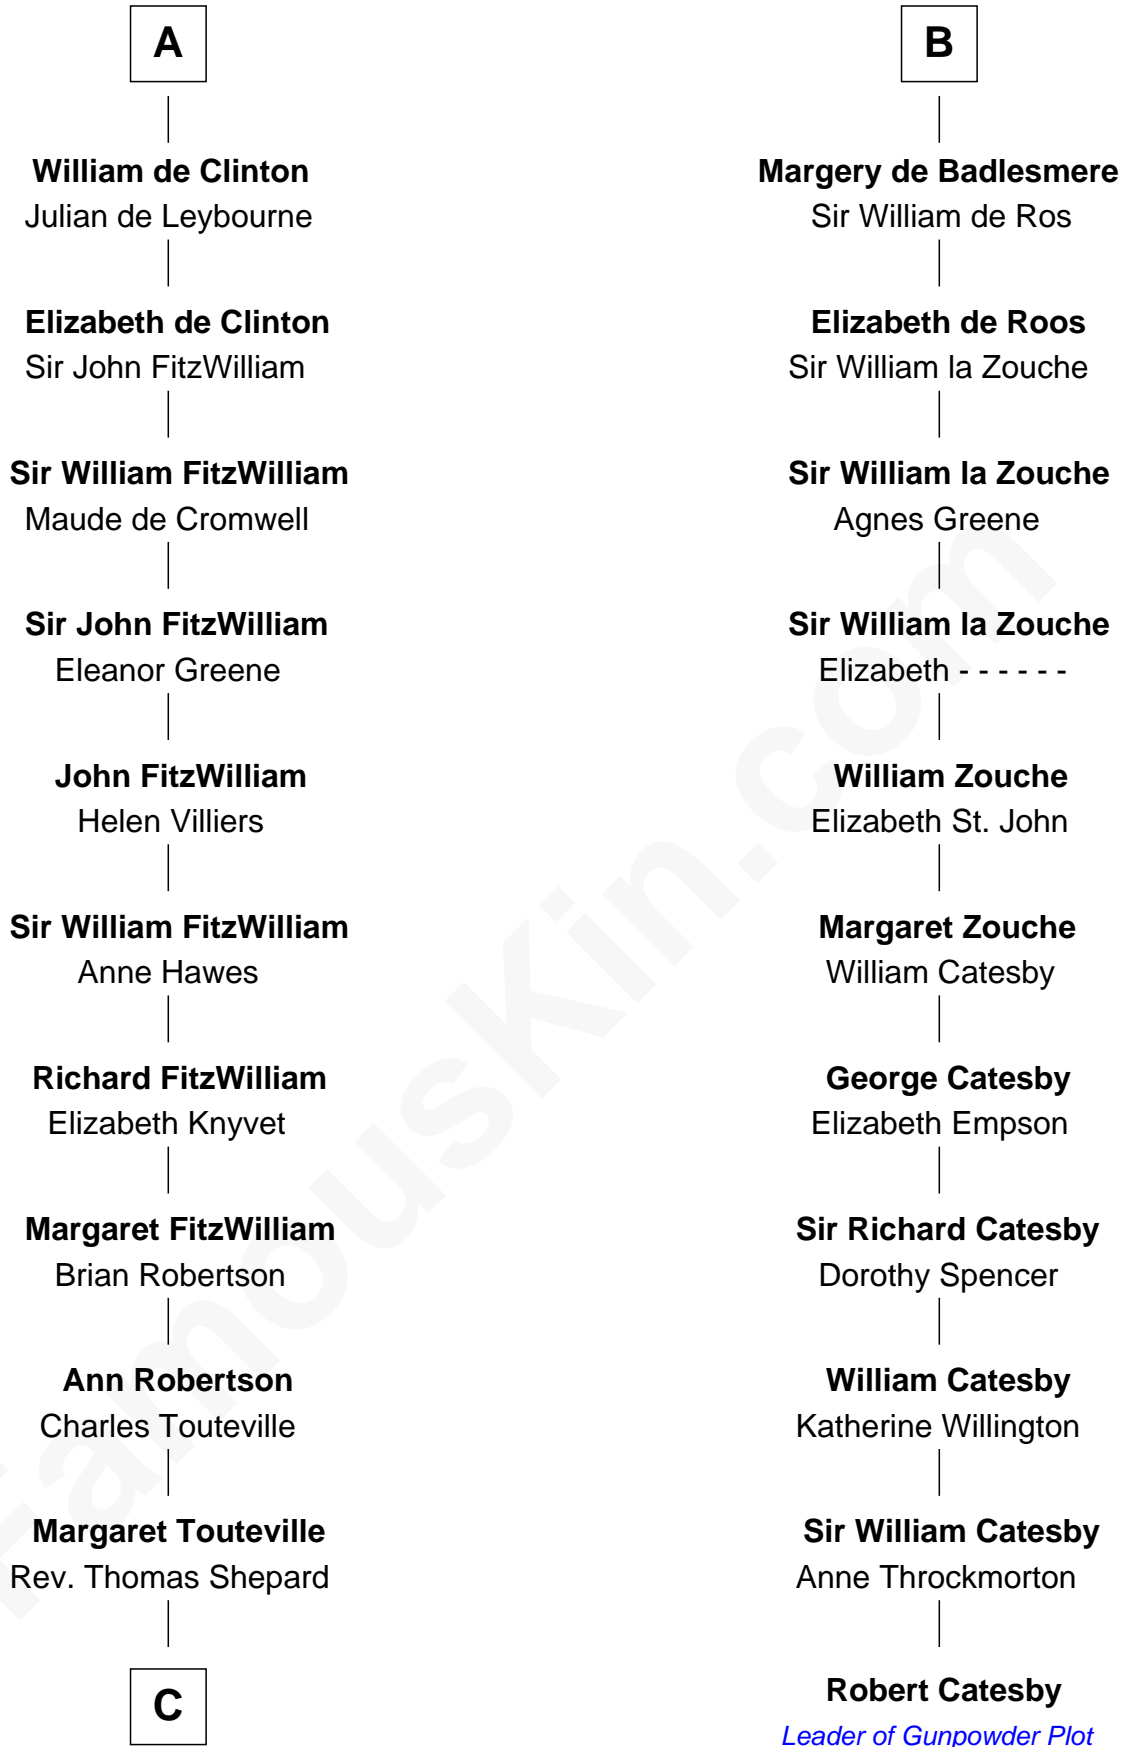 A
William de Clinton
Julian de Leybourne
Elizabeth de Clinton
Sir John FitzWilliam
Sir William FitzWilliam
Maude de Cromwell
Sir John FitzWilliam
Eleanor Greene
John FitzWilliam
Helen Villiers
Sir William FitzWilliam
Anne Hawes
Richard FitzWilliam
Elizabeth Knyvet
Margaret FitzWilliam
Brian Robertson
Ann Robertson
Charles Touteville
Margaret Touteville
Rev. Thomas Shepard
C
B
Margery de Badlesmere
Sir William de Ros
Elizabeth de Roos
Sir William la Zouche
Sir William la Zouche
Agnes Greene
Sir William la Zouche
Elizabeth - - - - - -
William Zouche
Elizabeth St. John
Margaret Zouche
William Catesby
George Catesby
Elizabeth Empson
Sir Richard Catesby
Dorothy Spencer
William Catesby
Katherine Willington
Sir William Catesby
Anne Throckmorton
Robert Catesby
Leader of Gunpowder Plot
FamousKin.com